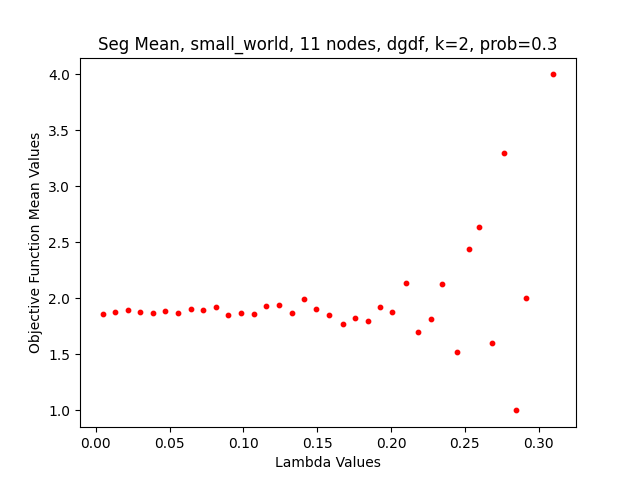 Seg Mean, small_world, 11 nodes, dgdf, k=2, prob=0.3
4.0
3.5
3.0
2.5
2.0
1.5
1.0
Objective Function Mean Values
0.00 0.05 0.10 0.15 0.20 0.25 0.30
Lambda Values